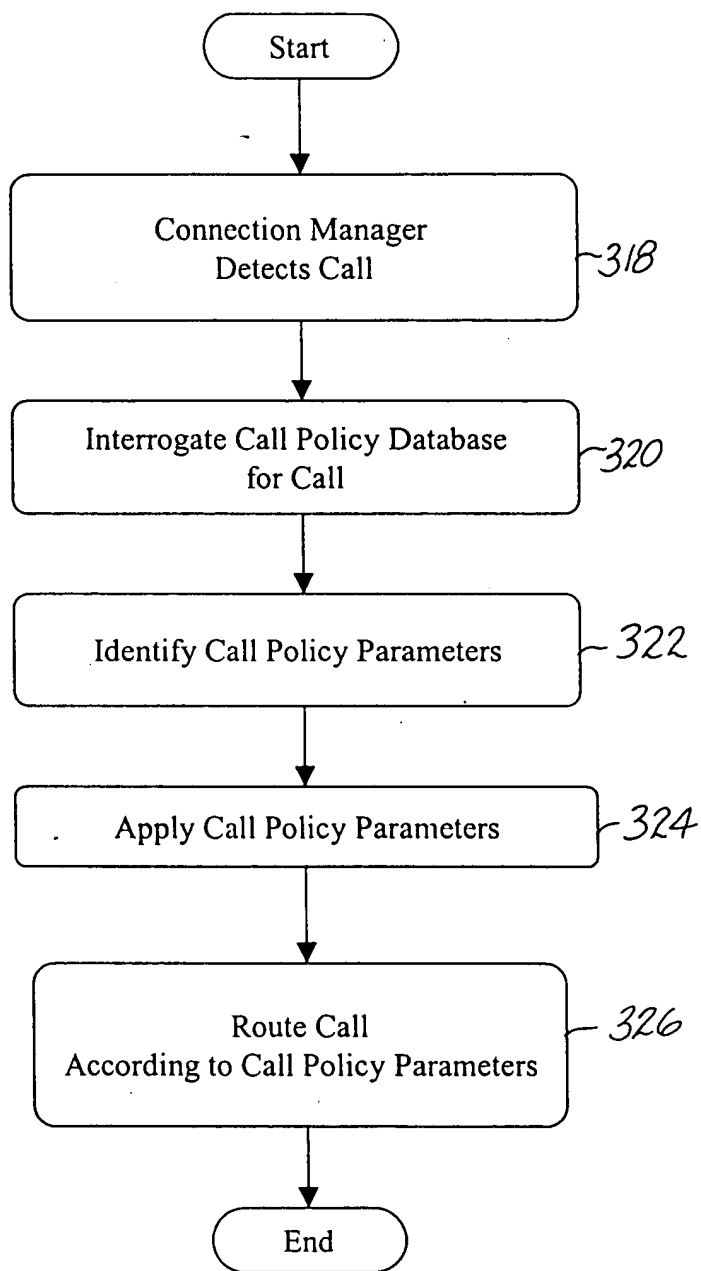 Start
Connection Manager
Detects Call
318
Interrogate Call Policy Database
for Call
320
Identify Call Policy Parameters
322
Apply Call Policy Parameters
324
Route Call
According to Call Policy Parameters
326
End